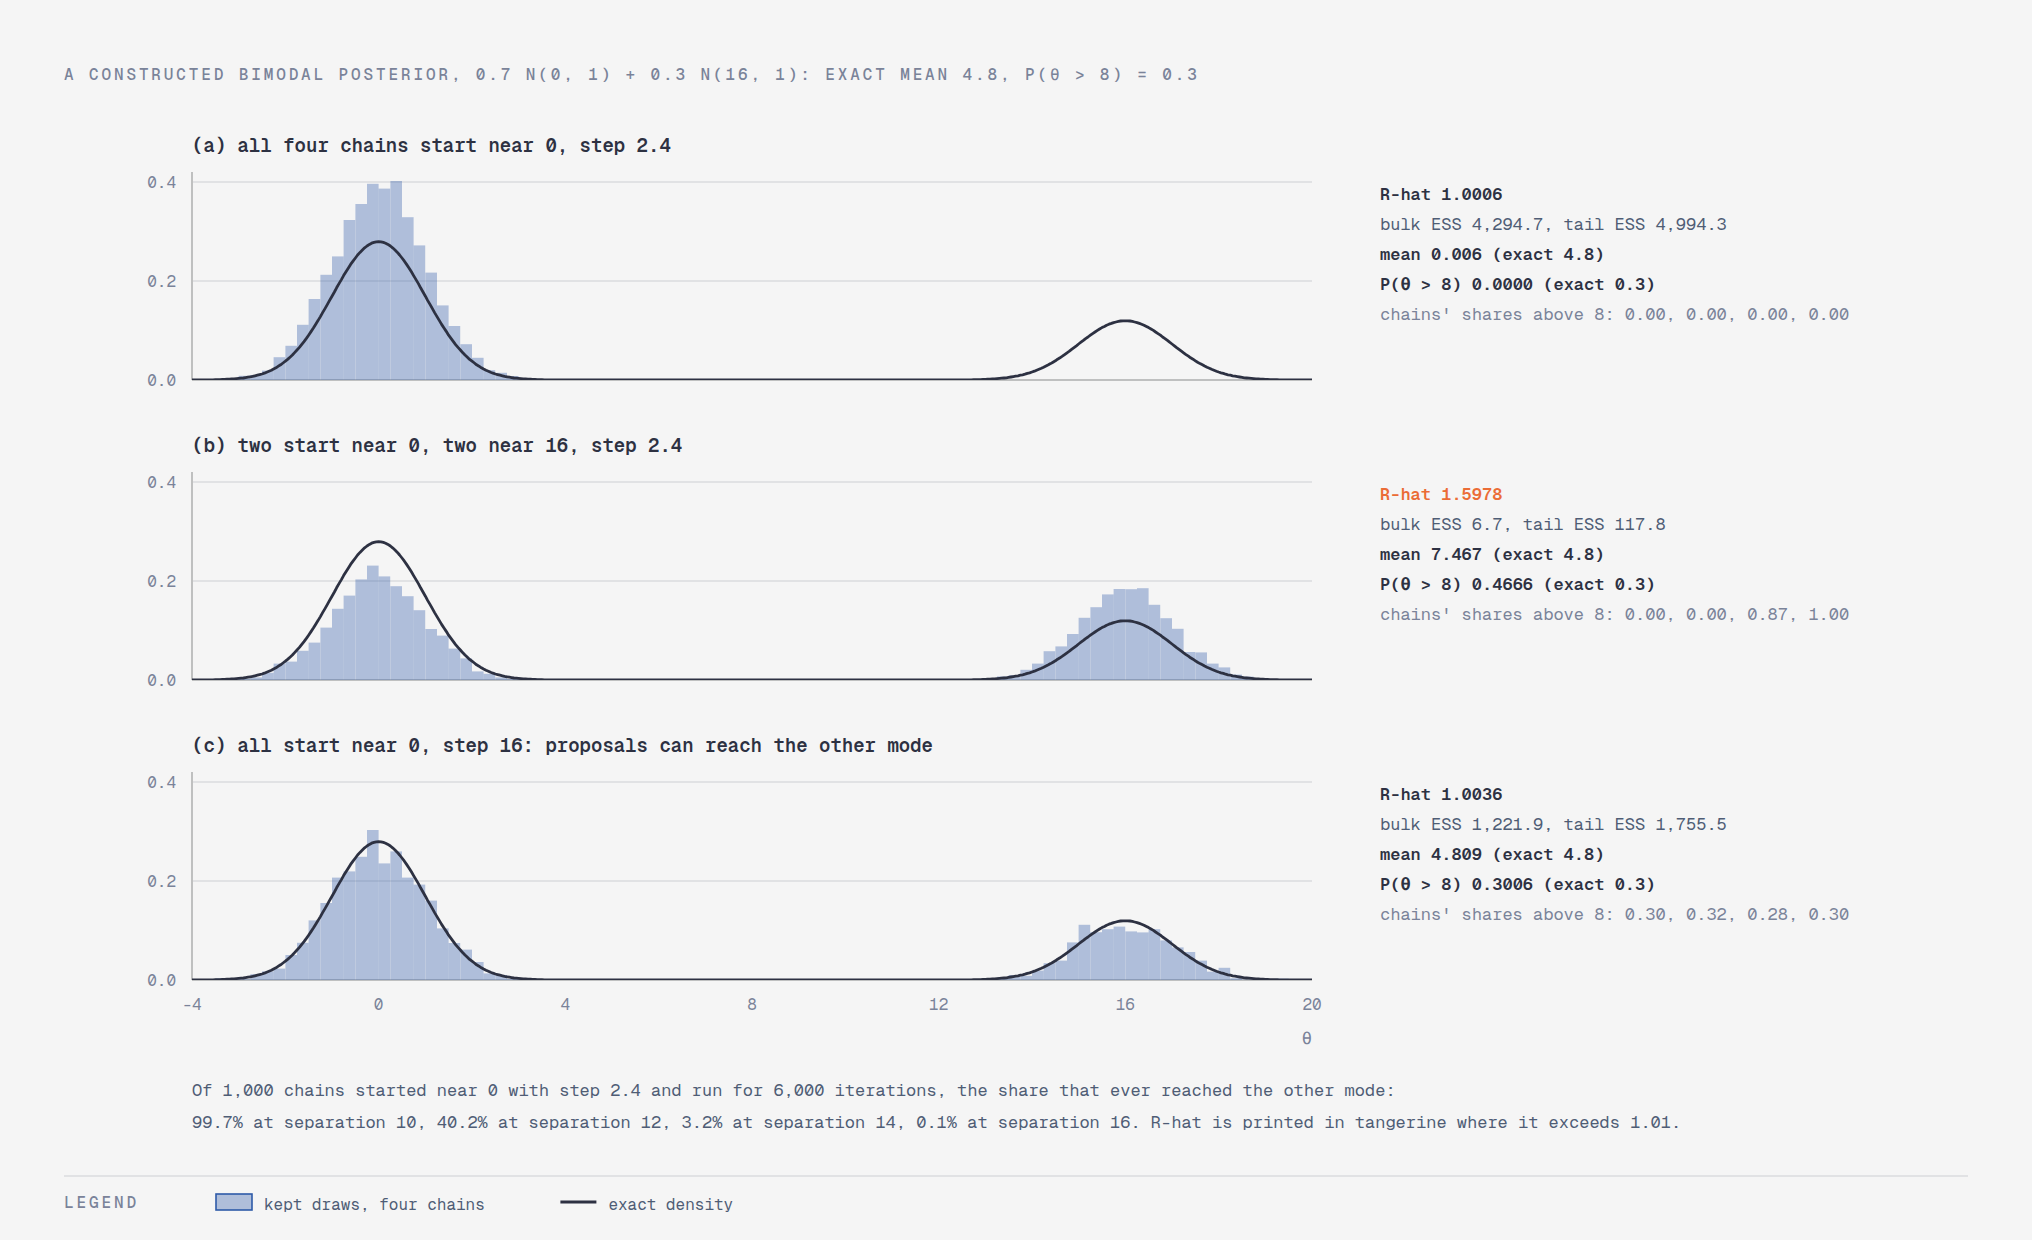 A CONSTRUCTED BIMODAL POSTERIOR, 0.7 N(0, 1) + 0.3 N(16, 1): EXACT MEAN 4.8, P(θ > 8) = 0.3
(a) all four chains start near 0, step 2.4
0.4
0.2
0.0
R-hat 1.0006
bulk ESS 4,294.7, tail ESS 4,994.3
mean 0.006 (exact 4.8)
P(θ > 8) 0.0000 (exact 0.3)
chains' shares above 8: 0.00, 0.00, 0.00, 0.00
(b) two start near 0, two near 16, step 2.4
0.4
0.2
0.0
R-hat 1.5978
bulk ESS 6.7, tail ESS 117.8
mean 7.467 (exact 4.8)
P(θ > 8) 0.4666 (exact 0.3)
chains' shares above 8: 0.00, 0.00, 0.87, 1.00
(c) all start near 0, step 16: proposals can reach the other mode
0.4
0.2
0.0
R-hat 1.0036
bulk ESS 1,221.9, tail ESS 1,755.5
mean 4.809 (exact 4.8)
P(θ > 8) 0.3006 (exact 0.3)
chains' shares above 8: 0.30, 0.32, 0.28, 0.30
-4 0 4 8 12 16 20
θ
Of 1,000 chains started near 0 with step 2.4 and run for 6,000 iterations, the share that ever reached the other mode:
99.7% at separation 10, 40.2% at separation 12, 3.2% at separation 14, 0.1% at separation 16. R-hat is printed in tangerine where it exceeds 1.01.
LEGEND kept draws, four chains exact density